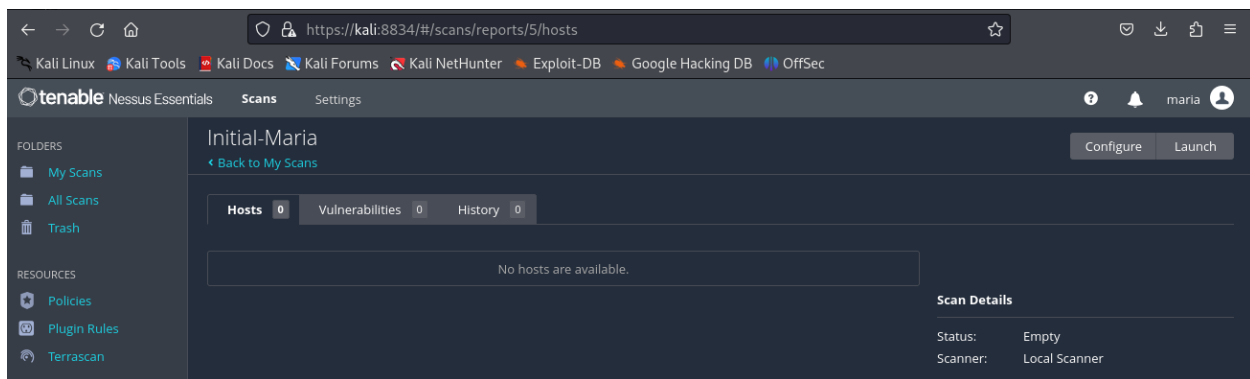 https://kali:8834/#/scans/reports/5/hosts
Kali Linux Kali Tools Kali Docs Kali Forums Kali NetHunter Exploit-DB Google Hacking DB OffSec
tenable Nessus Essentials Scans Settings maria
FOLDERS
My Scans
All Scans
Trash
RESOURCES
Policies
Plugin Rules
Terrascan
Initial-Maria
Back to My Scans
Configure Launch
Hosts 0 Vulnerabilities 0 History 0
No hosts are available.
Scan Details
Status: Empty
Scanner: Local Scanner